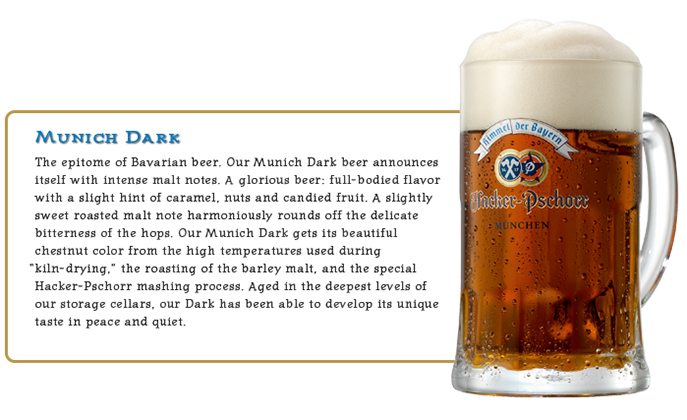 Munich Dark
The epitome of Bavarian beer. Our Munich Dark beer announces
itself with intense malt notes. A glorious beer: full-bodied flavor
with a slight hint of caramel, nuts and candied fruit. A slightly
sweet roasted malt note harmoniously rounds off the delicate
bitterness of the hops. Our Munich Dark gets its beautiful
chestnut color from the high temperatures used during
"kiln-drying," the roasting of the barley malt, and the special
Hacker-Pschorr mashing process. Aged in the deepest levels of
our storage cellars, our Dark has been able to develop its unique
taste in peace and quiet.
Himmel der Bayern
Hacker-Pschorr
MÜNCHEN